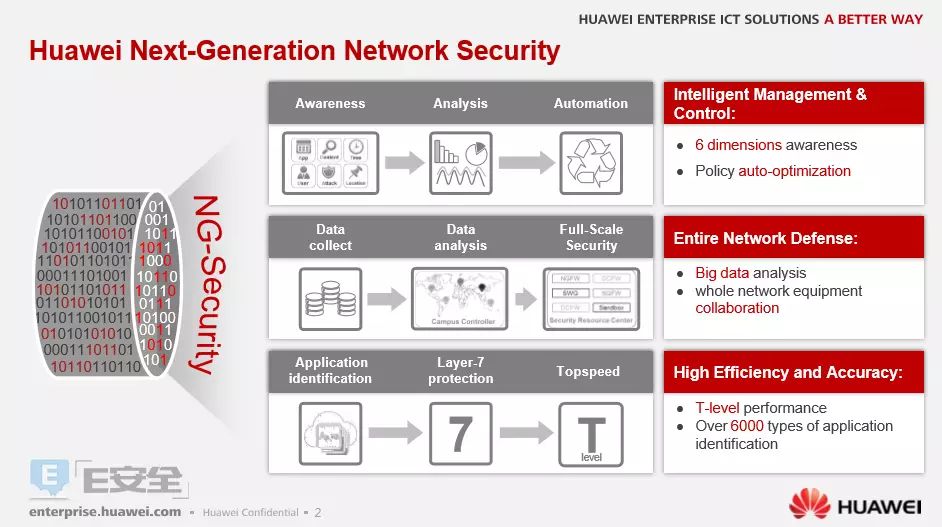 HUAWEI ENTERPRISE ICT SOLUTIONS A BETTER WAY
Huawei Next-Generation Network Security
Awareness
Analysis
Automation
App
Content
Time
User
Attack
Location
Intelligent Management &
Control:
● 6 dimensions awareness
● Policy auto-optimization
101011011 01
NG-Security
Data
collect
Data
analysis
Full-Scale
Security
Campus Controller
NGFW
SWG
Sandbox
Security Resource Center
Entire Network Defense:
● Big data analysis
● whole network equipment
collaboration
Application
identification
Layer-7
protection
Topspeed
App
7
T
level
High Efficiency and Accuracy:
● T-level performance
● Over 6000 types of application
identification
E E安全
enterprise.huawei.com ▪ Huawei Confidential ▪ 2
HUAWEI